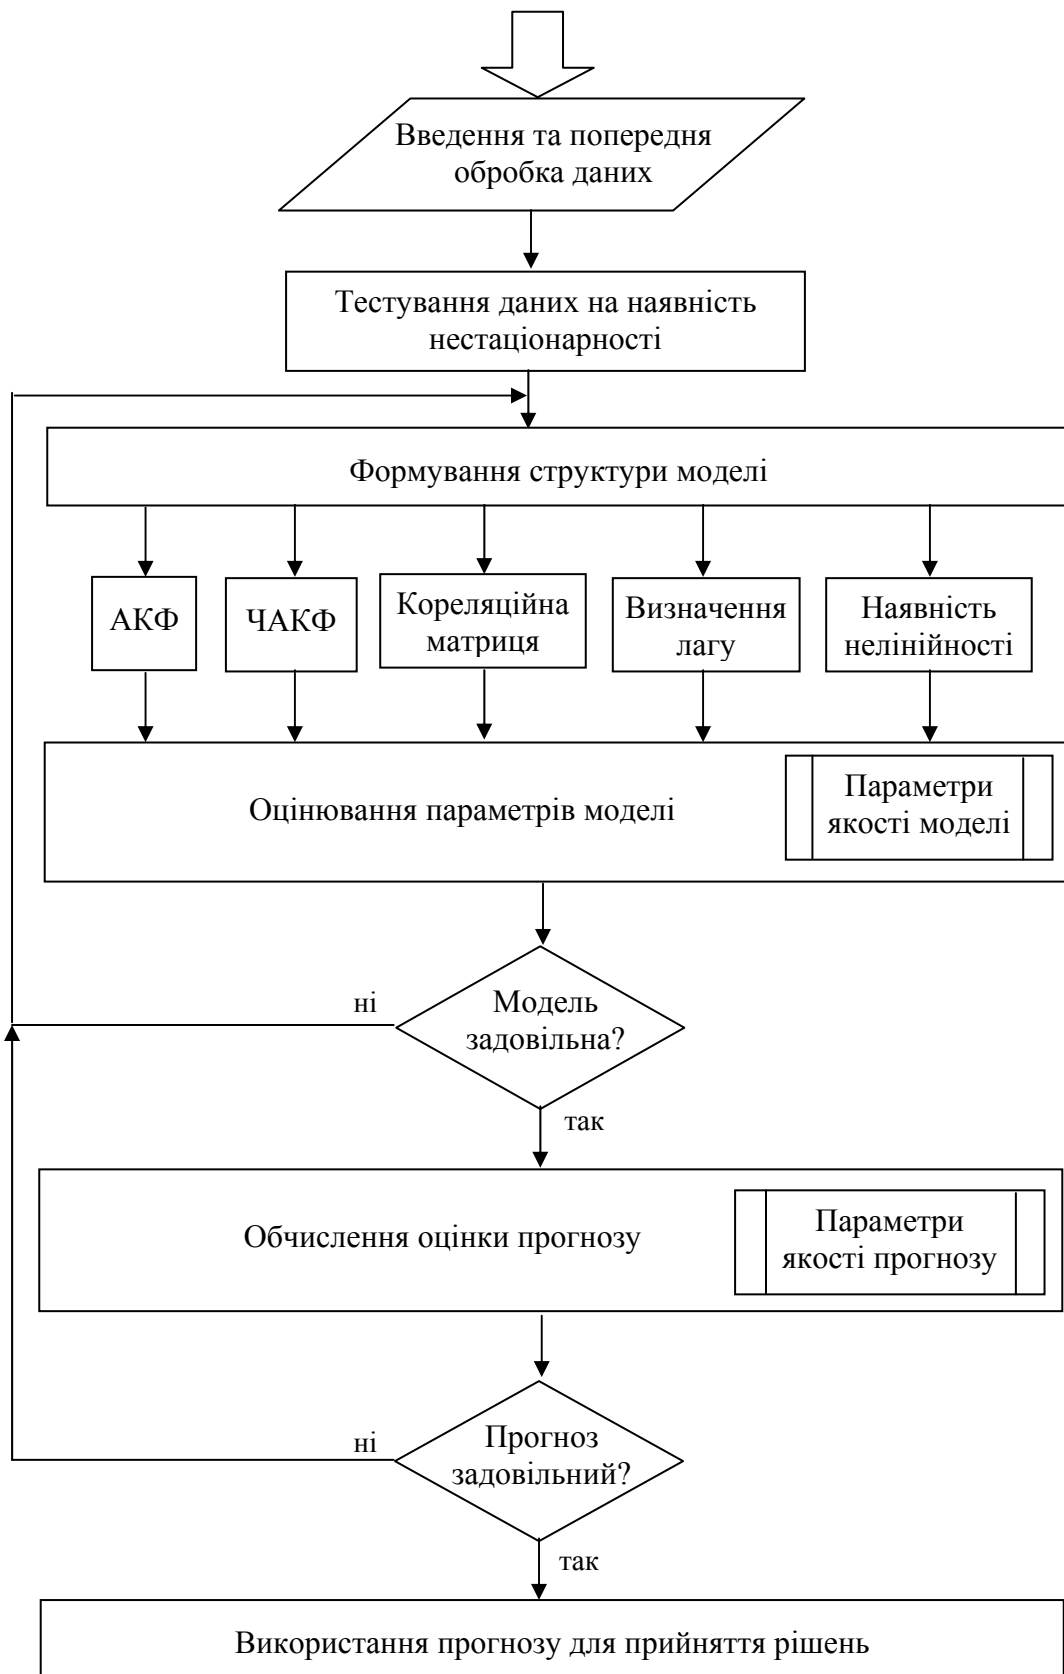 Введення та попередня
обробка даних
Тестування даних на наявність
нестаціонарності
Формування структури моделі
АКФ
ЧАКФ
Кореляційна
матриця
Визначення
лагу
Наявність
нелінійності
Оцінювання параметрів моделі
Параметри
якості моделі
ні
Модель
задовільна?
так
Обчислення оцінки прогнозу
Параметри
якості прогнозу
ні
Прогноз
задовільний?
так
Використання прогнозу для прийняття рішень